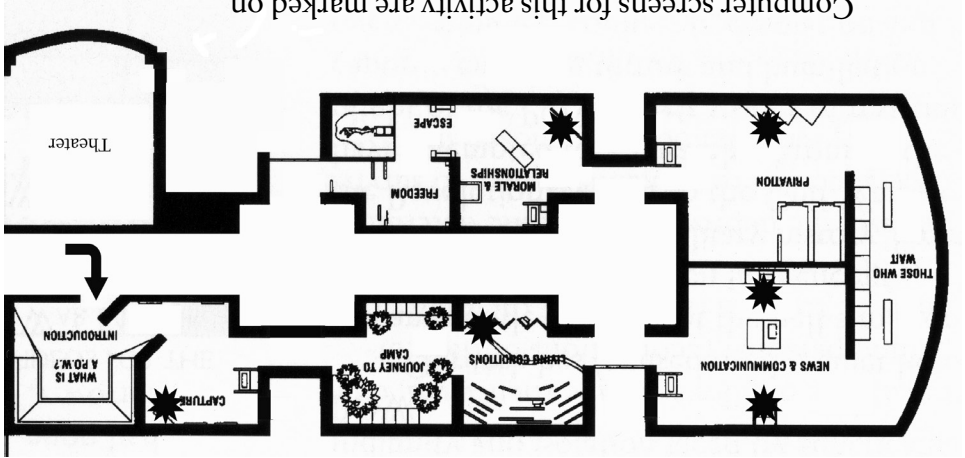 CAPTURE
WHAT IS
A P.O.W.?
INTRODUCTION
JOURNEY TO
CAMP
LIVING CONDITIONS
NEWS & COMMUNICATION
THOSE WHO
WAIT
PRIVATION
MORALE &
RELATIONSHIPS
FREEDOM
ESCAPE
Theater
Computer screens for this activity are marked on